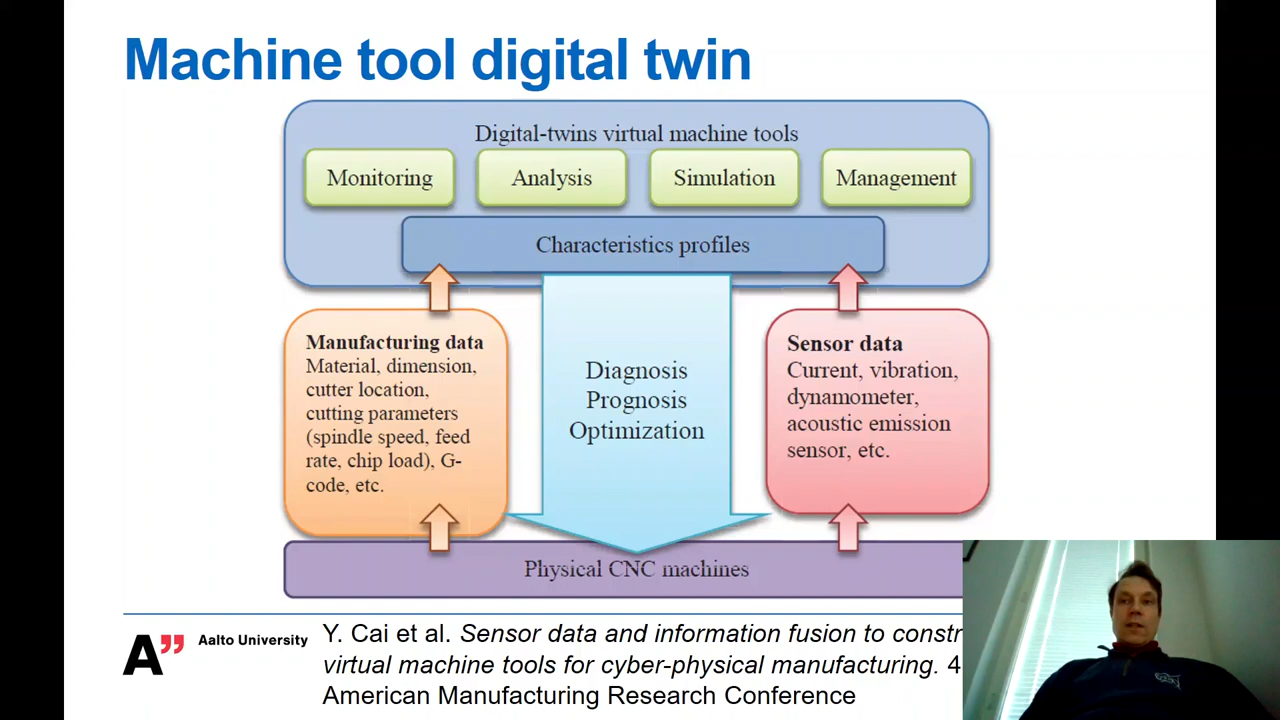 Machine tool digital twin
Digital-twins virtual machine tools
Monitoring
Analysis
Simulation
Management
Characteristics profiles
Manufacturing data
Material, dimension,
cutter location,
cutting parameters
(spindle speed, feed
rate, chip load), G-
code, etc.
Diagnosis
Prognosis
Optimization
Sensor data
Current, vibration,
dynamometer,
acoustic emission
sensor, etc.
Physical CNC machines
A”
Aalto University
Y. Cai et al. Sensor data and information fusion to constr
virtual machine tools for cyber-physical manufacturing. 4
American Manufacturing Research Conference